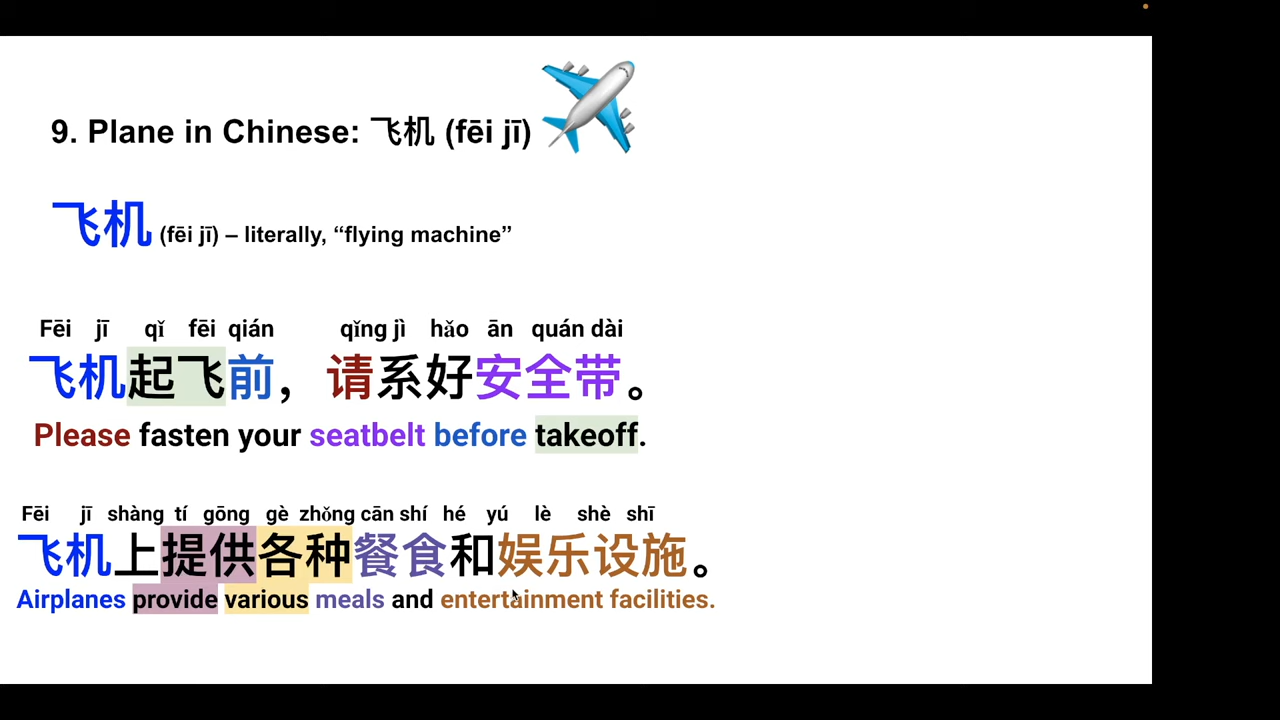 9. Plane in Chinese: 飞机 (fēi jī)
飞机 (fēi jī) – literally, “flying machine”
Fēi jī qǐ fēi qián qǐng jì hǎo ān quán dài
飞机起飞前，请系好安全带。
Please fasten your seatbelt before takeoff.
Fēi jī shàng tí gōng gè zhǒng cān shí hé yú lè shè shī
飞机上提供各种餐食和娱乐设施。
Airplanes provide various meals and entertainment facilities.